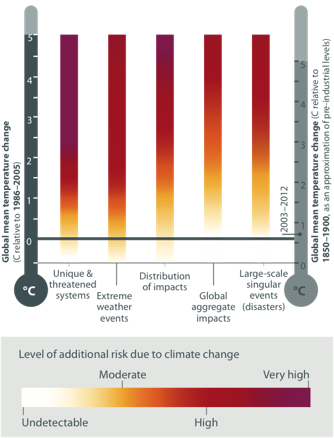 Global mean temperature change
(C relative to 1986–2005)
5
4
3
2
1
0
°C
5
4
3
2
1
0
°C
Global mean temperature change (C relative to
1850–1900, as an approximation of pre-industrial levels)
2003–2012
Unique &
threatened
systems
Extreme
weather
events
Distribution
of impacts
Global
aggregate
impacts
Large-scale
singular
events
(disasters)
Level of additional risk due to climate change
Moderate
Very high
Undetectable
High